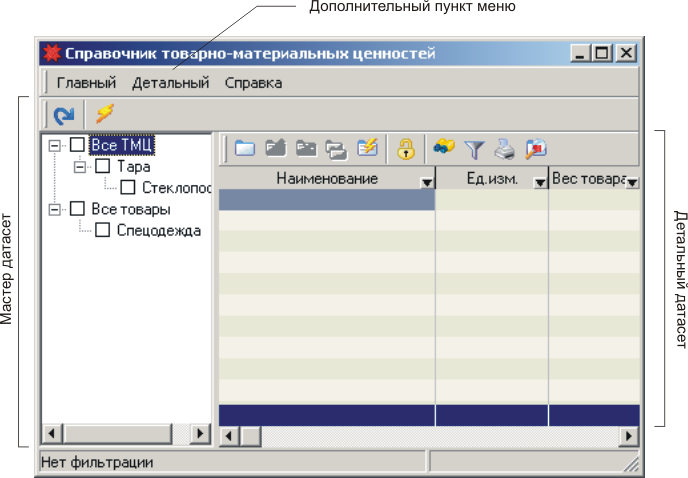 Дополнительный пункт меню
Справочник товарно-материальных ценностей
Главный Детальный Справка
Все ТМЦ
Тара
Стеклопос
Все товары
Спецодежда
Наименование Ед.изм. Вес товара
Мастер датасет
Детальный датасет
Нет фильтрации